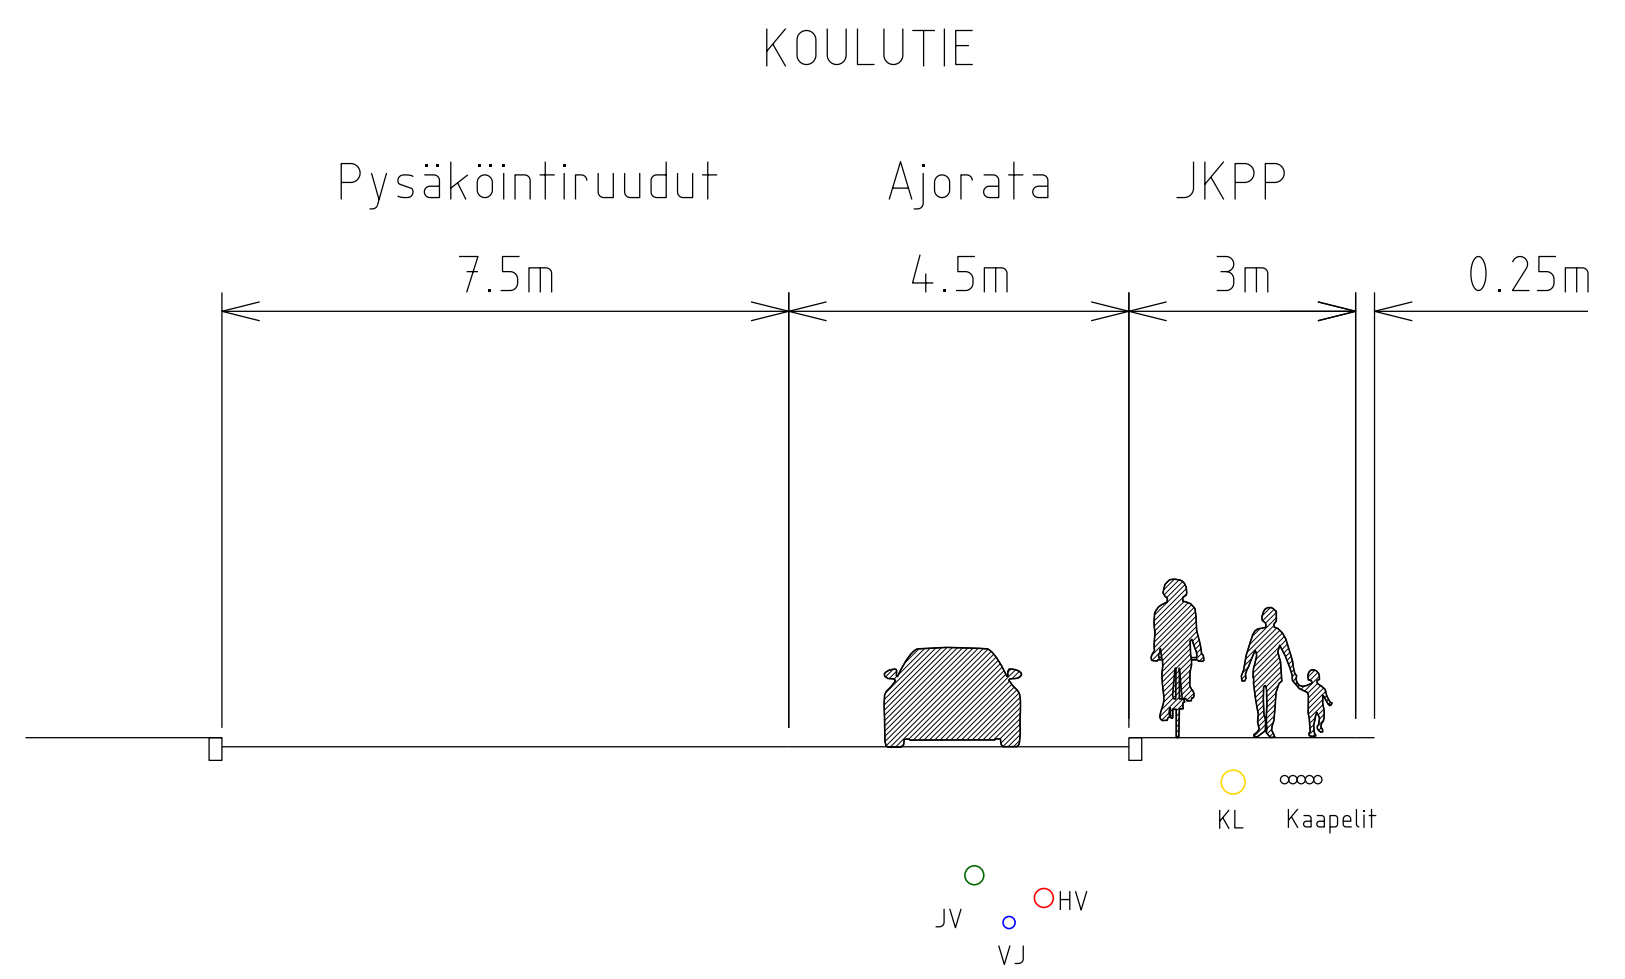 KOULUTIE
Pysäköintiruudut Ajorata JKPP
7.5m 4.5m 3m 0.25m
KL Kaapelit
JV HV
VJ